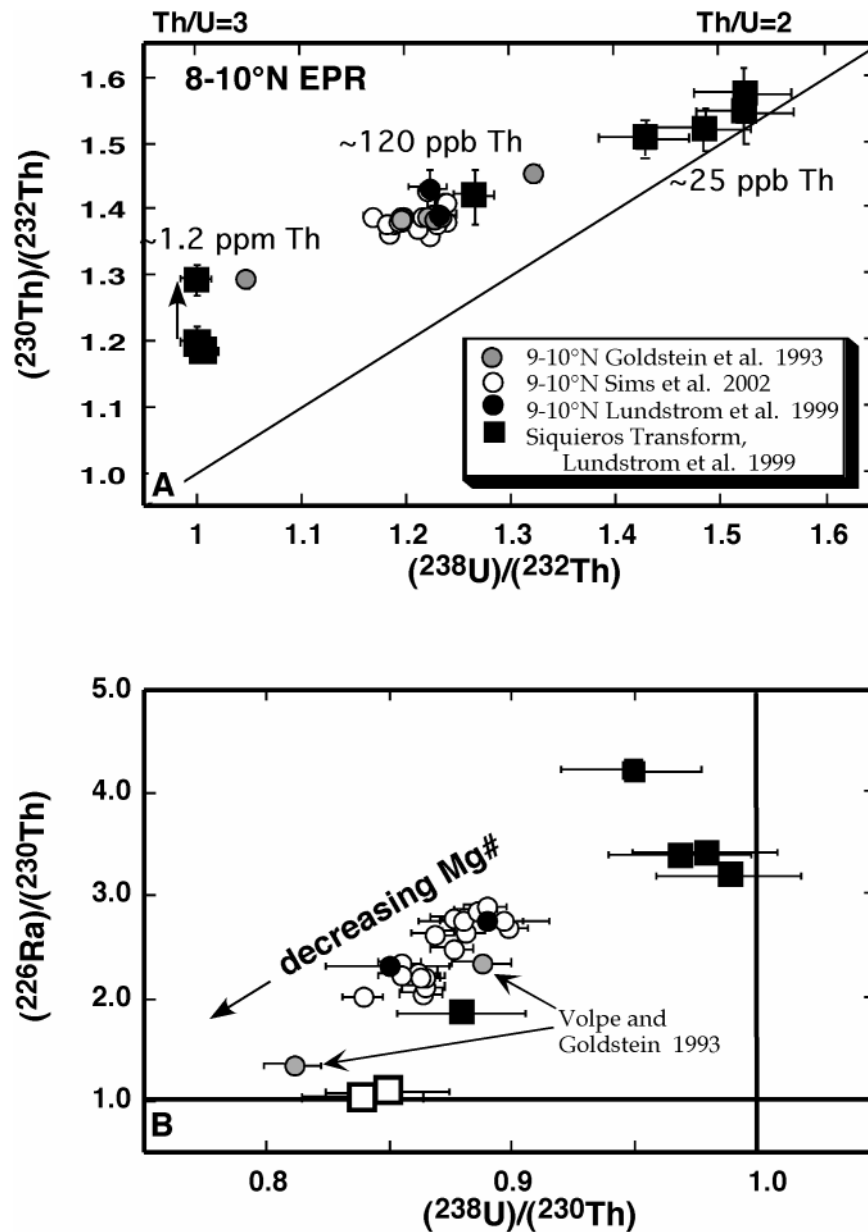 Th/U=3 Th/U=2
8-10°N EPR
~120 ppb Th
~25 ppb Th
~1.2 ppm Th
(230Th)/(232Th)
1.6
1.5
1.4
1.3
1.2
1.1
1.0
9-10°N Goldstein et al. 1993
9-10°N Sims et al. 2002
9-10°N Lundstrom et al. 1999
Siquieros Transform,
Lundstrom et al. 1999
A
1 1.1 1.2 1.3 1.4 1.5 1.6
(238U)/(232Th)
(226Ra)/(230Th)
5.0
4.0
3.0
2.0
1.0
decreasing Mg#
Volpe and
Goldstein 1993
B
0.8 0.9 1.0
(238U)/(230Th)